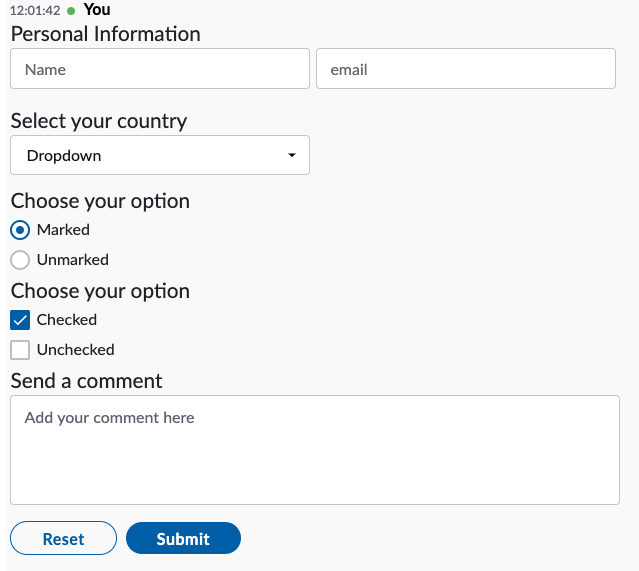 12:01:42 You
Personal Information
Name email
Select your country
Dropdown
Choose your option
Marked
Unmarked
Choose your option
Checked
Unchecked
Send a comment
Add your comment here
Reset Submit